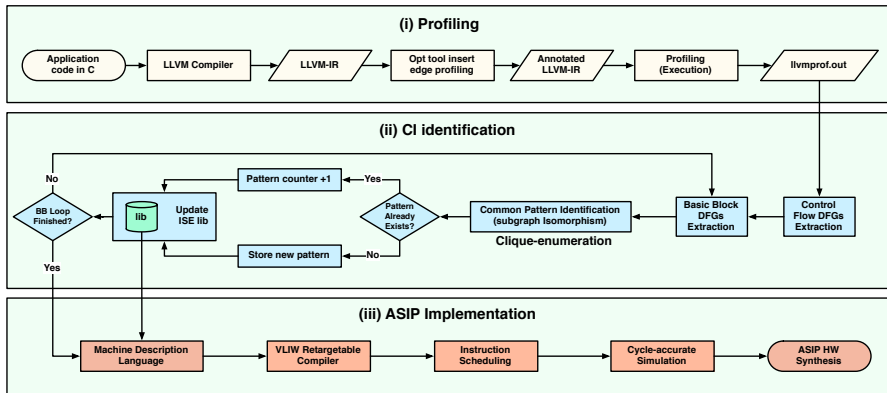 (i) Profiling
Application
code in C
LLVM Compiler
LLVM-IR
Opt tool insert
edge profiling
Annotated
LLVM-IR
Profiling
(Execution)
llvmprof.out
(ii) CI identification
No
BB Loop
Finished?
Yes
lib
Update
ISE lib
Pattern counter +1
Yes
Pattern
Already
Exists?
No
Store new pattern
Common Pattern Identification
(subgraph Isomorphism)
Clique-enumeration
Basic Block
DFGs
Extraction
Control
Flow DFGs
Extraction
(iii) ASIP Implementation
Machine Description
Language
VLIW Retargetable
Compiler
Instruction
Scheduling
Cycle-accurate
Simulation
ASIP HW
Synthesis